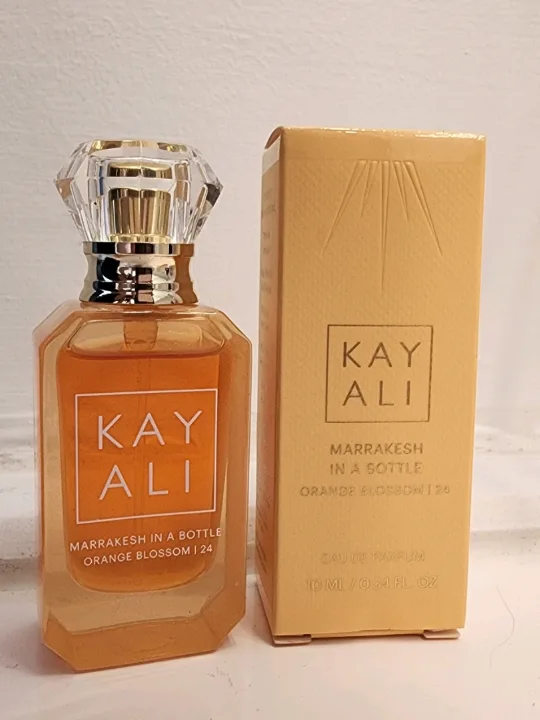 KAY
ALI
MARRAKESH IN A BOTTLE
ORANGE BLOSSOM | 24
KAY
ALI
MARRAKESH
IN A BOTTLE
ORANGE BLOSSOM | 24
EAU DE PARFUM
10 ML / 0.34 FL. OZ